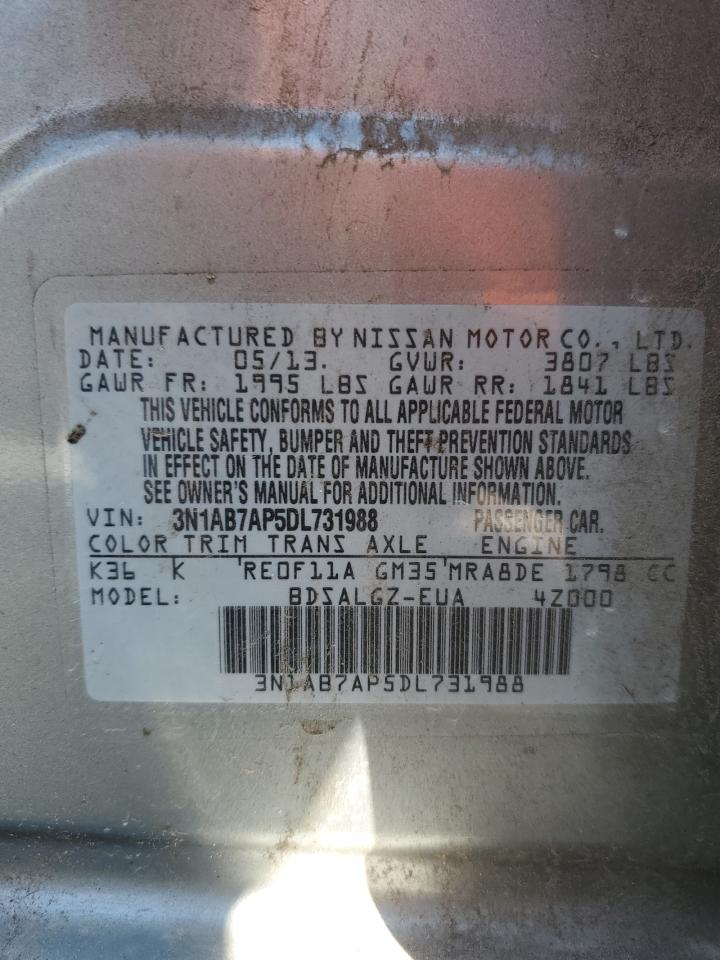 MANUFACTURED BY NISSAN MOTOR CO., LTD.
DATE: 05/13. GVWR: 3807 LBS
GAWR FR: 1995 LBS GAWR RR: 1841 LBS
THIS VEHICLE CONFORMS TO ALL APPLICABLE FEDERAL MOTOR
VEHICLE SAFETY, BUMPER AND THEFT PREVENTION STANDARDS
IN EFFECT ON THE DATE OF MANUFACTURE SHOWN ABOVE.
SEE OWNER'S MANUAL FOR ADDITIONAL INFORMATION.
VIN: 3N1AB7AP5DL731988 PASSENGER CAR.
COLOR TRIM TRANS AXLE ENGINE
K36 K 'RE0F11A GM35'MRA8DE 1798 CC
MODEL: BDSALGZ-EUA 4Z000
3N1AB7AP5DL731988